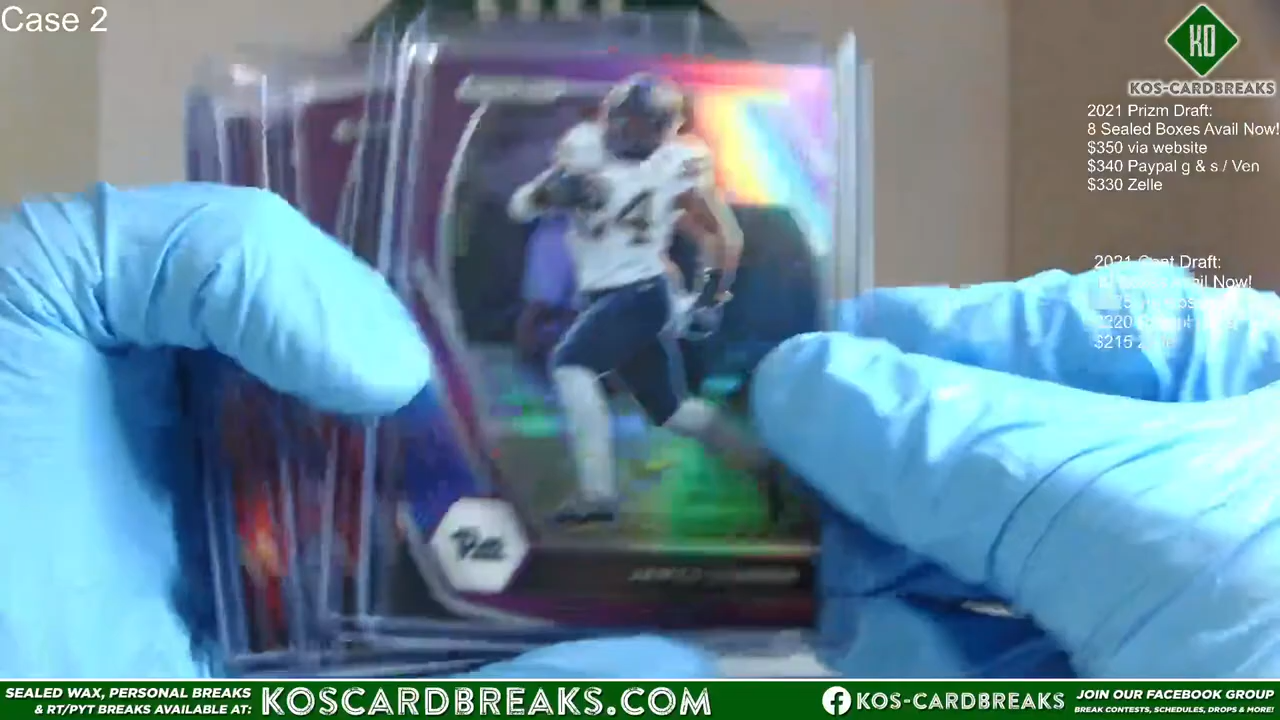 Case 2
KO
KOS-CARDBREAKS
2021 Prizm Draft:
8 Sealed Boxes Avail Now!
$350 via website
$340 Paypal g & s / Ven
$330 Zelle
2021 Draft:
Avail Now!
$215
24
Pitt
SEALED WAX, PERSONAL BREAKS
& RT/PYT BREAKS AVAILABLE AT:
KOSCARDBREAKS.COM
KOS-CARDBREAKS
JOIN OUR FACEBOOK GROUP
BREAK CONTESTS, SCHEDULES, DROPS & MORE!